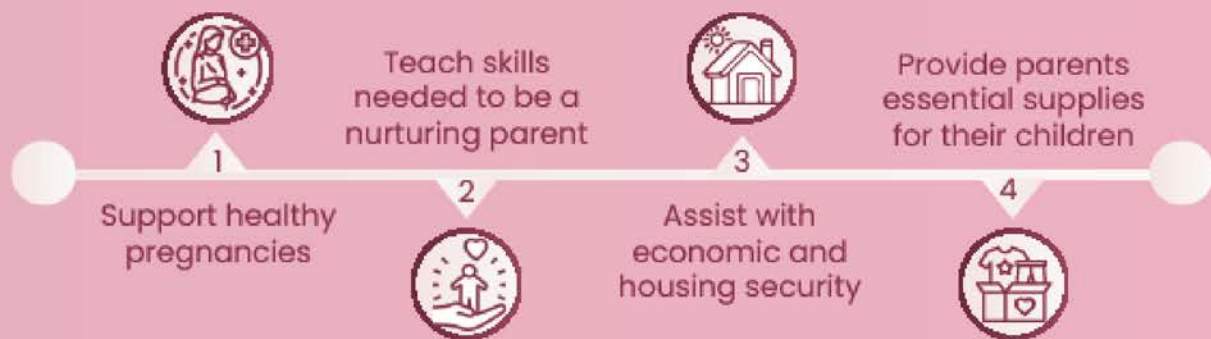 1
Support healthy
pregnancies
Teach skills
needed to be a
nurturing parent
2
3
Assist with
economic and
housing security
Provide parents
essential supplies
for their children
4